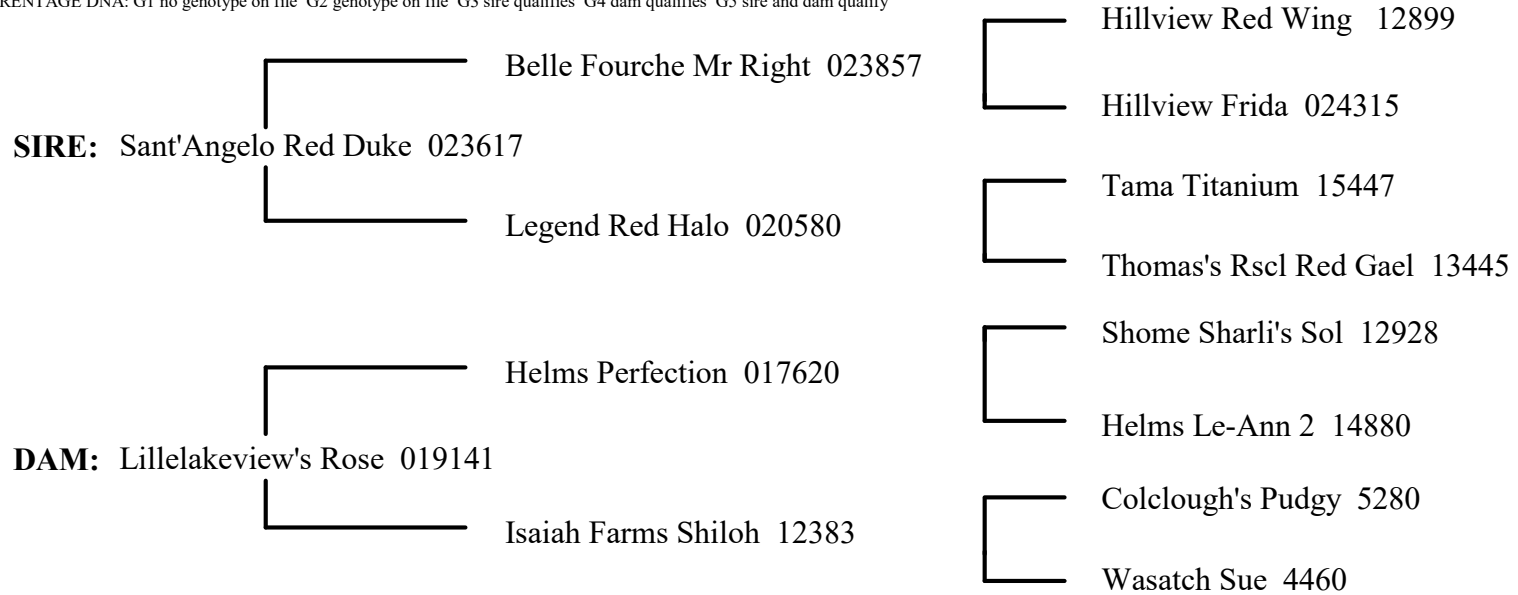 RENTAGE DNA: G1 no genotype on file G2 genotype on file G3 sire qualifies G4 dam qualifies G5 sire and dam qualify
Hillview Red Wing 12899
Belle Fourche Mr Right 023857
Hillview Frida 024315
SIRE: Sant'Angelo Red Duke 023617
Tama Titanium 15447
Legend Red Halo 020580
Thomas's Rscl Red Gael 13445
Shome Sharli's Sol 12928
Helms Perfection 017620
Helms Le-Ann 2 14880
DAM: Lillelakeview's Rose 019141
Colclough's Pudgy 5280
Isaiah Farms Shiloh 12383
Wasatch Sue 4460